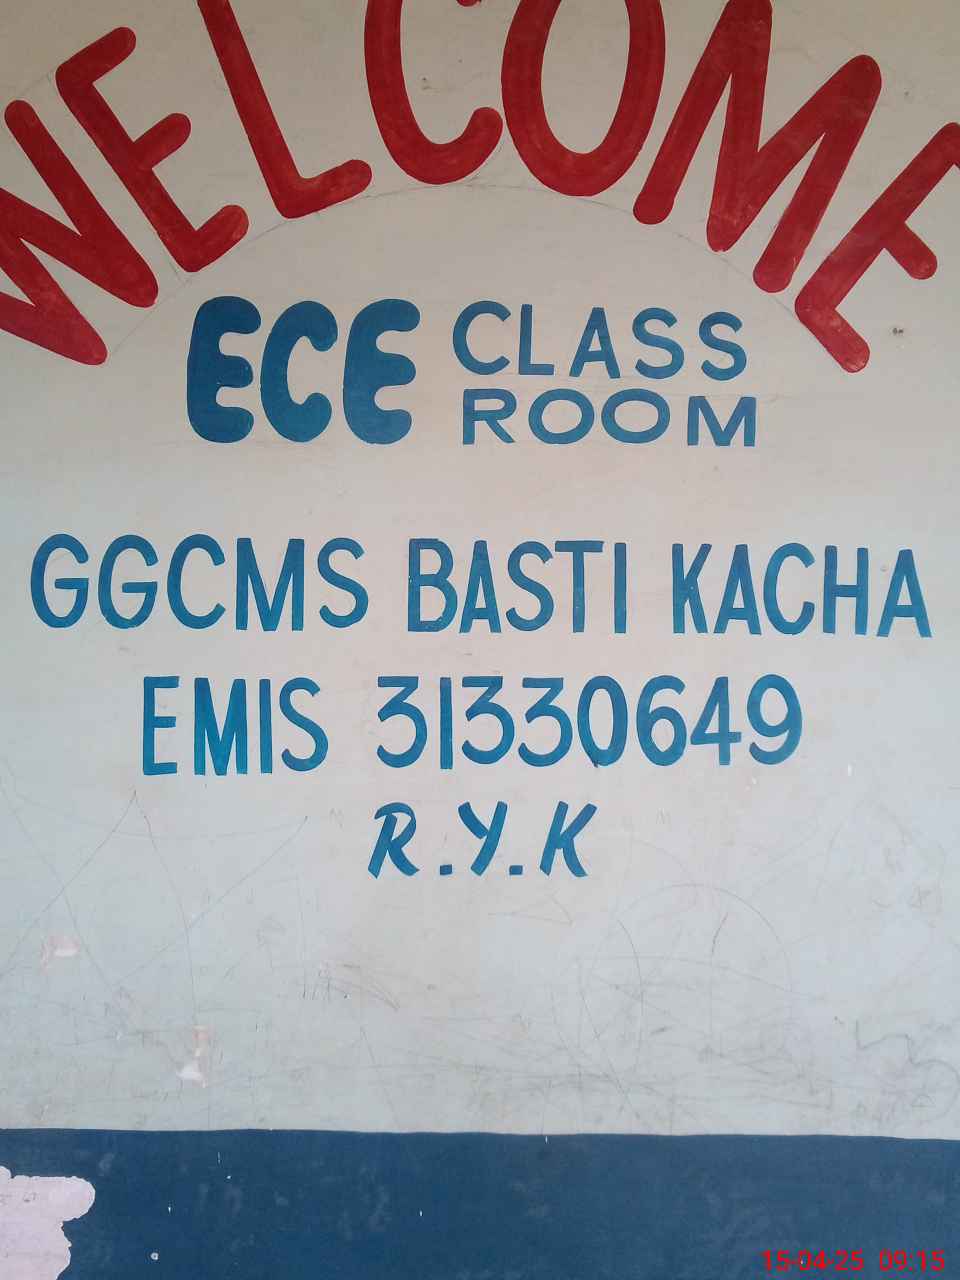 WELCOME
ECE CLASS
ROOM
GGCMS BASTI KACHA
EMIS 31330649
R.Y.K
15-04-25 09:15